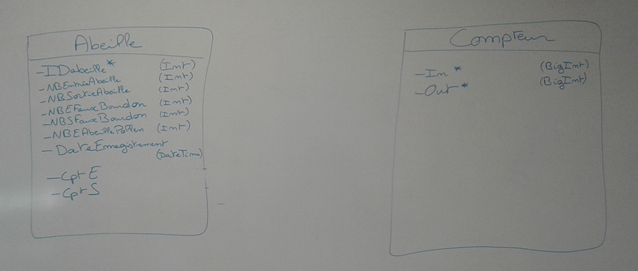 Abeille
-IDabeille* (Int)
-NBEntréeAbeille (Int)
-NBSortieAbeille (Int)
-NBEFauxBourdon (Int)
-NBSFauxBourdon (Int)
-NBEAbeillePollen (Int)
-DateEnregistrement
(DateTime)
-CptE
-CptS
Compteur
-In* (BigInt)
-Out* (BigInt)